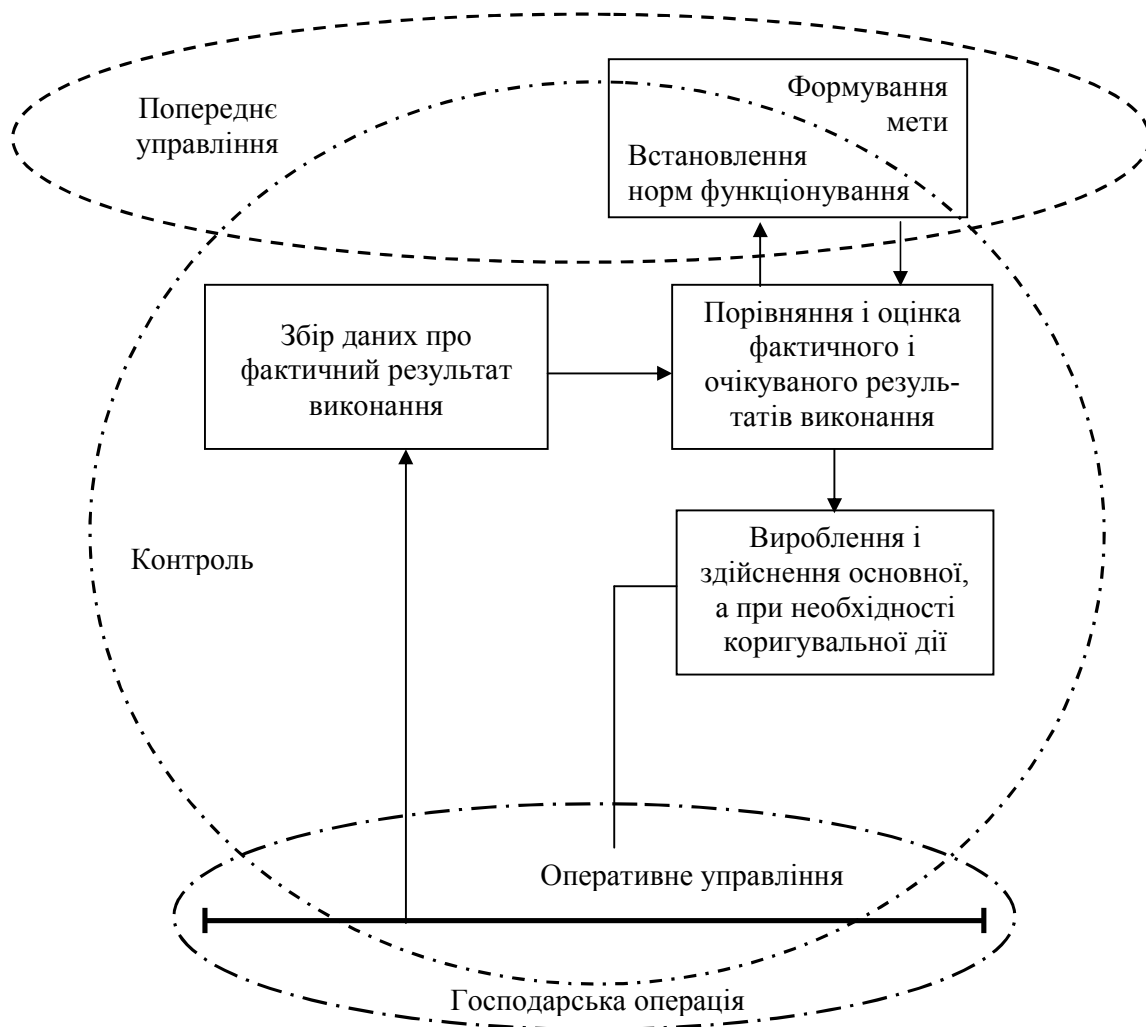 Попереднє
управління
Формування
мети
Встановлення
норм функціонування
Збір даних про
фактичний результат
виконання
Порівняння і оцінка
фактичного і
очікуваного резуль-
татів виконання
Контроль
Вироблення і
здійснення основної,
а при необхідності
коригувальної дії
Оперативне управління
Господарська операція